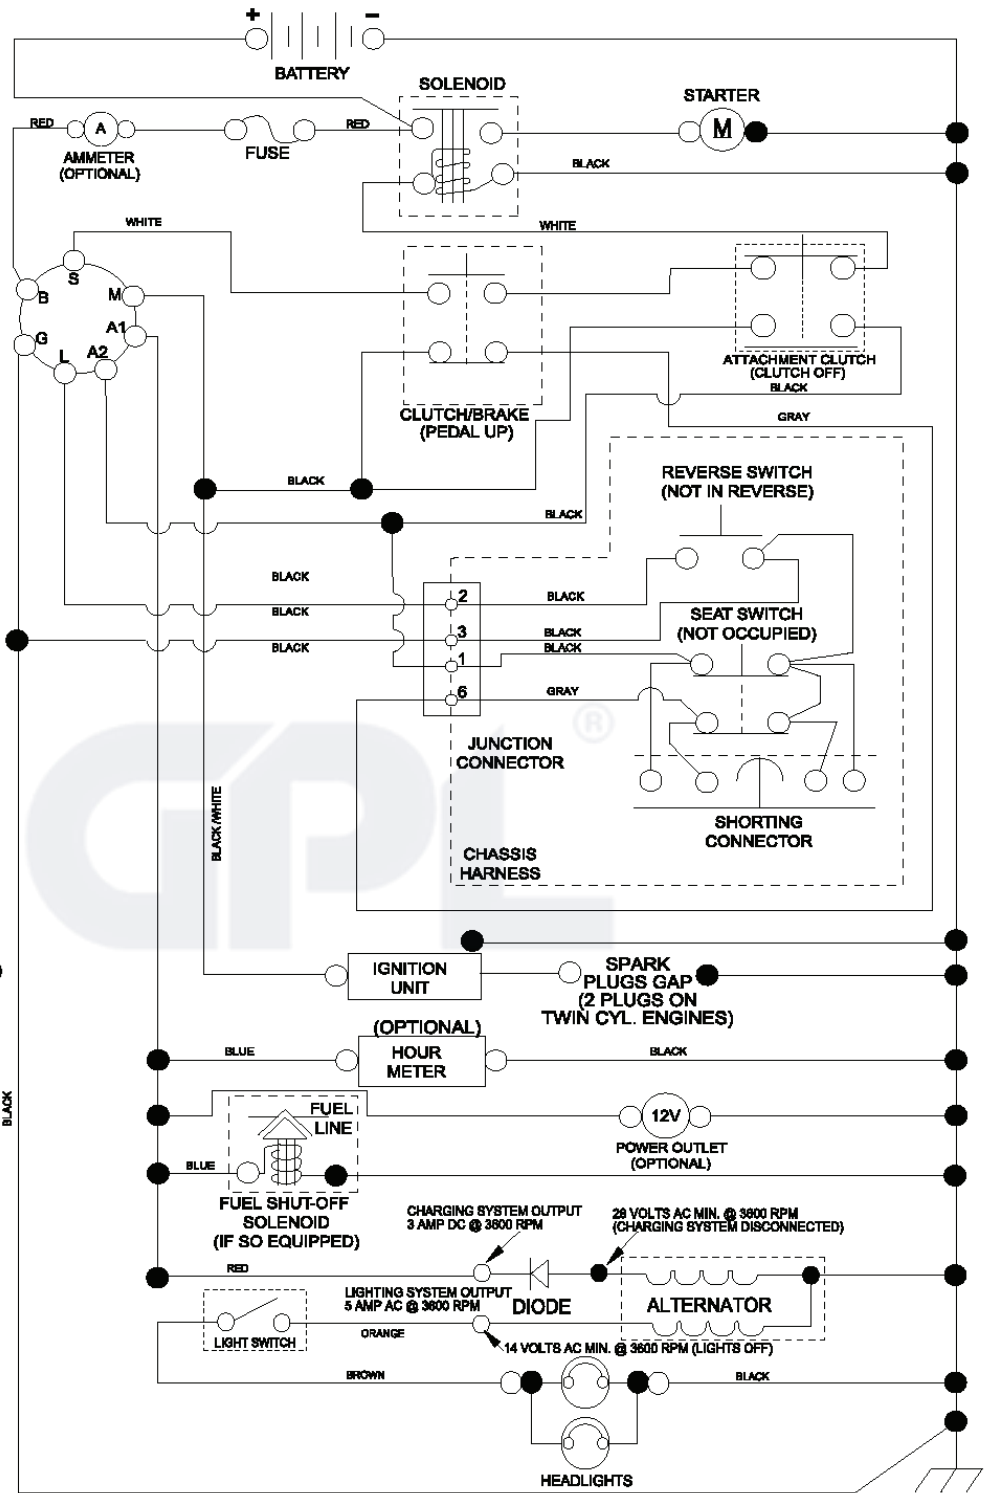 + -
BATTERY
SOLENOID
STARTER
RED
A
RED
M
AMMETER
(OPTIONAL)
FUSE
BLACK
WHITE
WHITE
S
B
M
G
A1
L
A2
ATTACHMENT CLUTCH
(CLUTCH OFF)
BLACK
CLUTCH/BRAKE
(PEDAL UP)
GRAY
REVERSE SWITCH
(NOT IN REVERSE)
BLACK
BLACK
BLACK
2
BLACK
BLACK
SEAT SWITCH
(NOT OCCUPIED)
3
BLACK
BLACK
1
BLACK
6
GRAY
GPL®
JUNCTION
CONNECTOR
BLACK/WHITE
SHORTING
CONNECTOR
CHASSIS
HARNESS
IGNITION
UNIT
SPARK
PLUGS GAP
(2 PLUGS ON
TWIN CYL. ENGINES)
(OPTIONAL)
HOUR
METER
BLUE
BLACK
BLACK
FUEL
LINE
12V
POWER OUTLET
(OPTIONAL)
BLUE
FUEL SHUT-OFF
SOLENOID
(IF SO EQUIPPED)
CHARGING SYSTEM OUTPUT
3 AMP DC @ 3600 RPM
28 VOLTS AC MIN. @ 3600 RPM
(CHARGING SYSTEM DISCONNECTED)
RED
LIGHTING SYSTEM OUTPUT
5 AMP AC @ 3600 RPM
DIODE
ALTERNATOR
LIGHT SWITCH
ORANGE
14 VOLTS AC MIN. @ 3600 RPM (LIGHTS OFF)
BROWN
BLACK
HEADLIGHTS